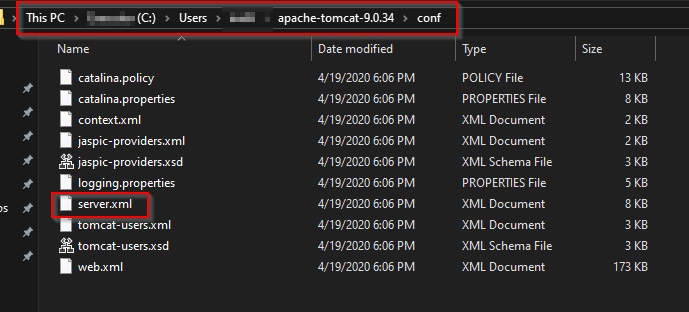 This PC > (C:) > Users > apache-tomcat-9.0.34 > conf
Name Date modified Type Size
catalina.policy 4/19/2020 6:06 PM POLICY File 13 KB
catalina.properties 4/19/2020 6:06 PM PROPERTIES File 8 KB
context.xml 4/19/2020 6:06 PM XML Document 2 KB
jaspic-providers.xml 4/19/2020 6:06 PM XML Document 2 KB
jaspic-providers.xsd 4/19/2020 6:06 PM XML Schema File 3 KB
logging.properties 4/19/2020 6:06 PM PROPERTIES File 5 KB
server.xml 4/19/2020 6:06 PM XML Document 8 KB
tomcat-users.xml 4/19/2020 6:06 PM XML Document 3 KB
tomcat-users.xsd 4/19/2020 6:06 PM XML Schema File 3 KB
web.xml 4/19/2020 6:06 PM XML Document 173 KB